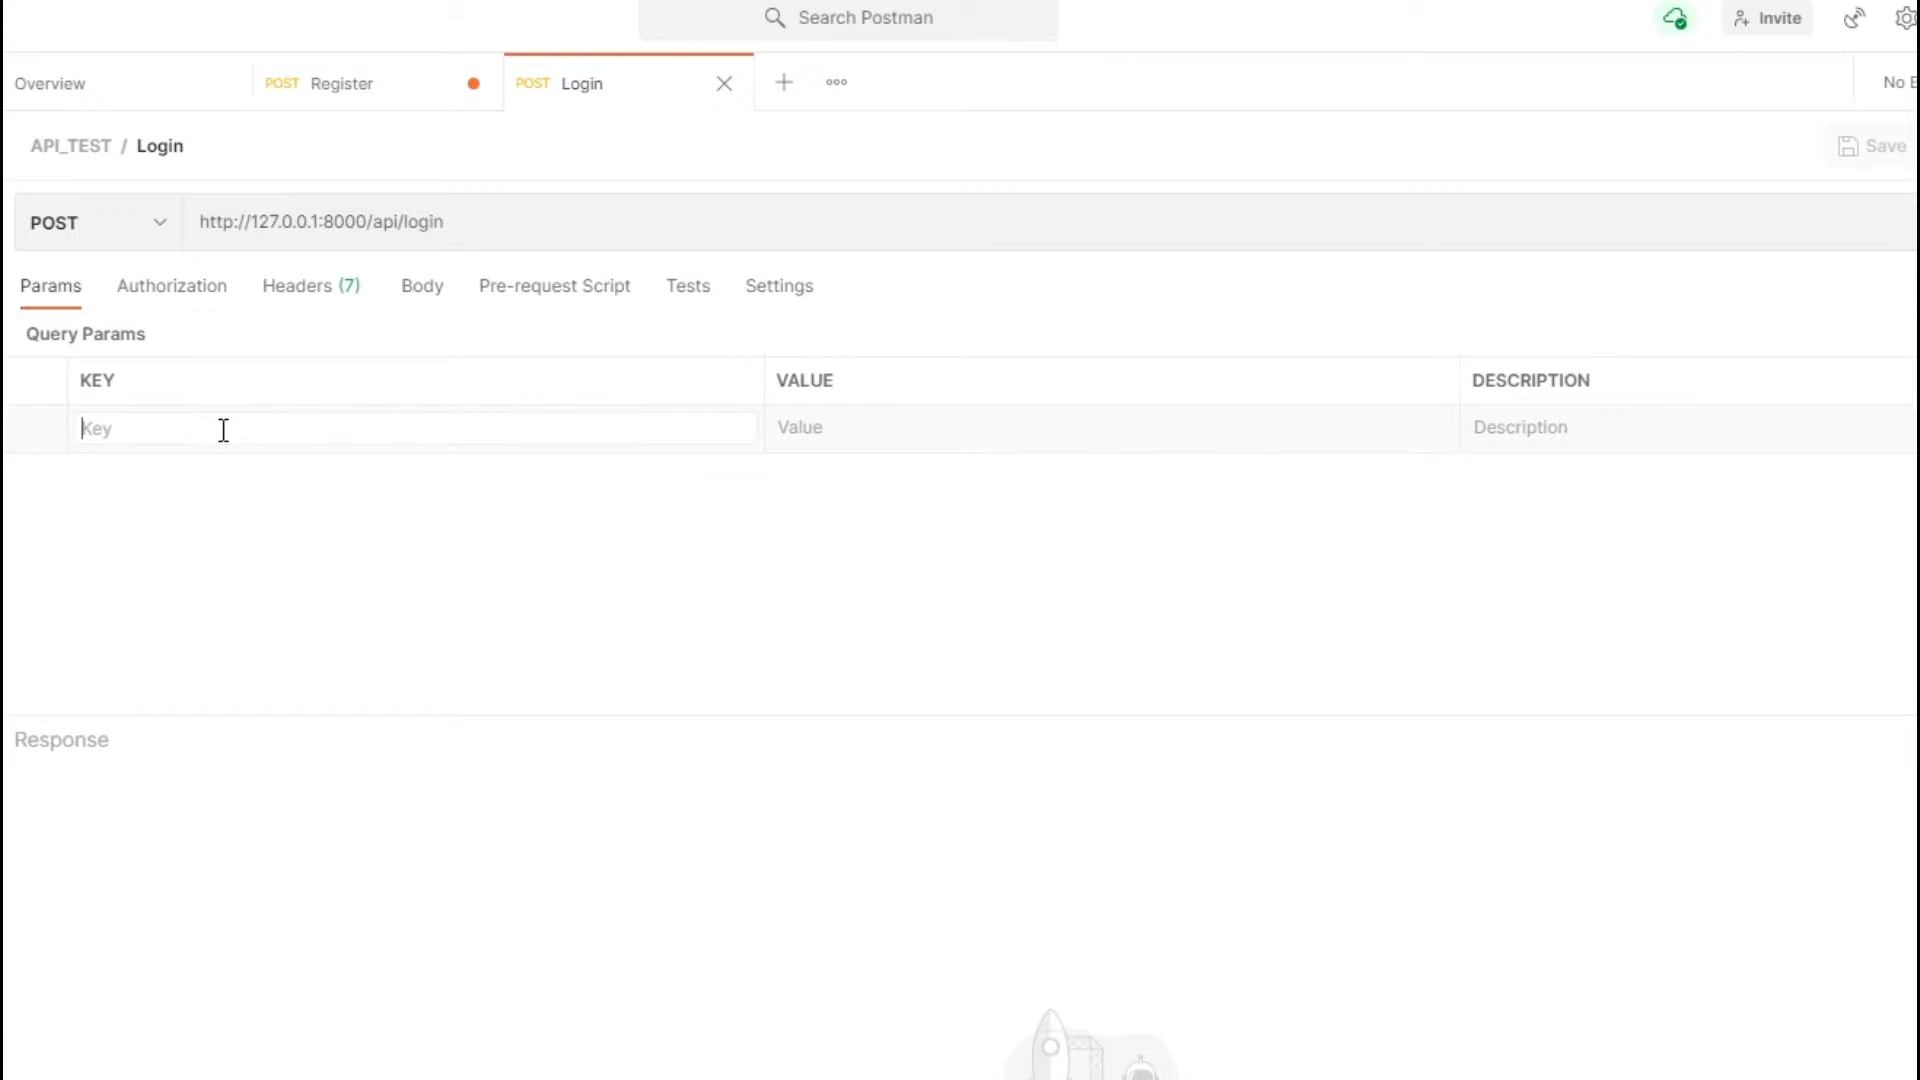 Search Postman
Invite
Overview
POST Register
POST Login
No E
API_TEST / Login
Save
POST
http://127.0.0.1:8000/api/login
Params
Authorization
Headers (7)
Body
Pre-request Script
Tests
Settings
Query Params
KEY
VALUE
DESCRIPTION
Key
Value
Description
Response